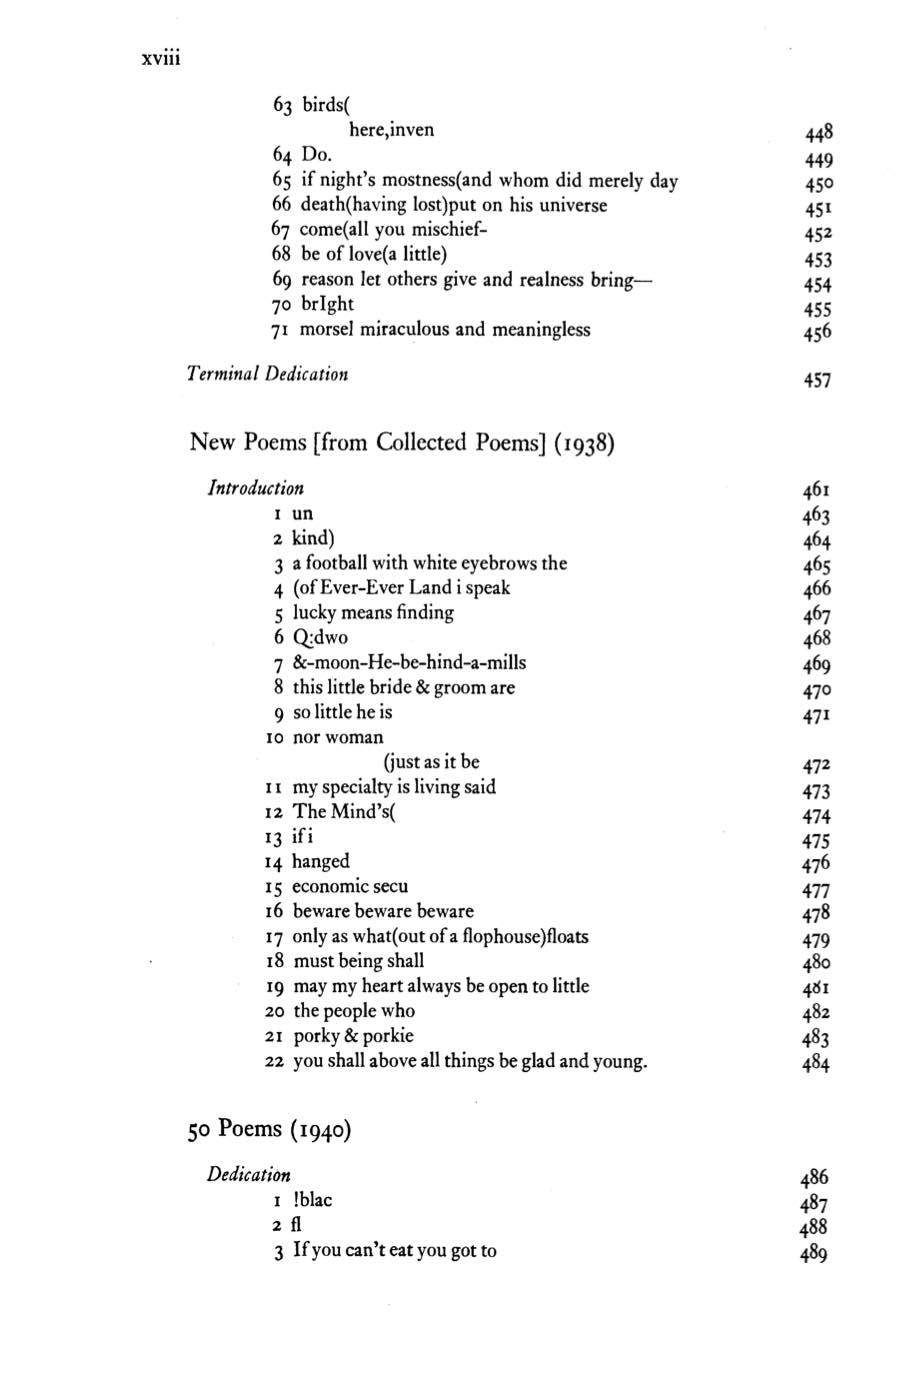 xviii
63 birds(
here,inven 448
64 Do. 449
65 if night's mostness(and whom did merely day 450
66 death(having lost)put on his universe 451
67 come(all you mischief- 452
68 be of love(a little) 453
69 reason let others give and realness bring— 454
70 brIght 455
71 morsel miraculous and meaningless 456
Terminal Dedication 457
New Poems [from Collected Poems] (1938)
Introduction 461
1 un 463
2 kind) 464
3 a football with white eyebrows the 465
4 (of Ever-Ever Land i speak 466
5 lucky means finding 467
6 Q:dwo 468
7 &-moon-He-be-hind-a-mills 469
8 this little bride & groom are 470
9 so little he is 471
10 nor woman
(just as it be 472
11 my specialty is living said 473
12 The Mind's( 474
13 if i 475
14 hanged 476
15 economic secu 477
16 beware beware beware 478
17 only as what(out of a flophouse)floats 479
18 must being shall 480
19 may my heart always be open to little 481
20 the people who 482
21 porky & porkie 483
22 you shall above all things be glad and young. 484
50 Poems (1940)
Dedication 486
1 !blac 487
2 fl 488
3 If you can't eat you got to 489